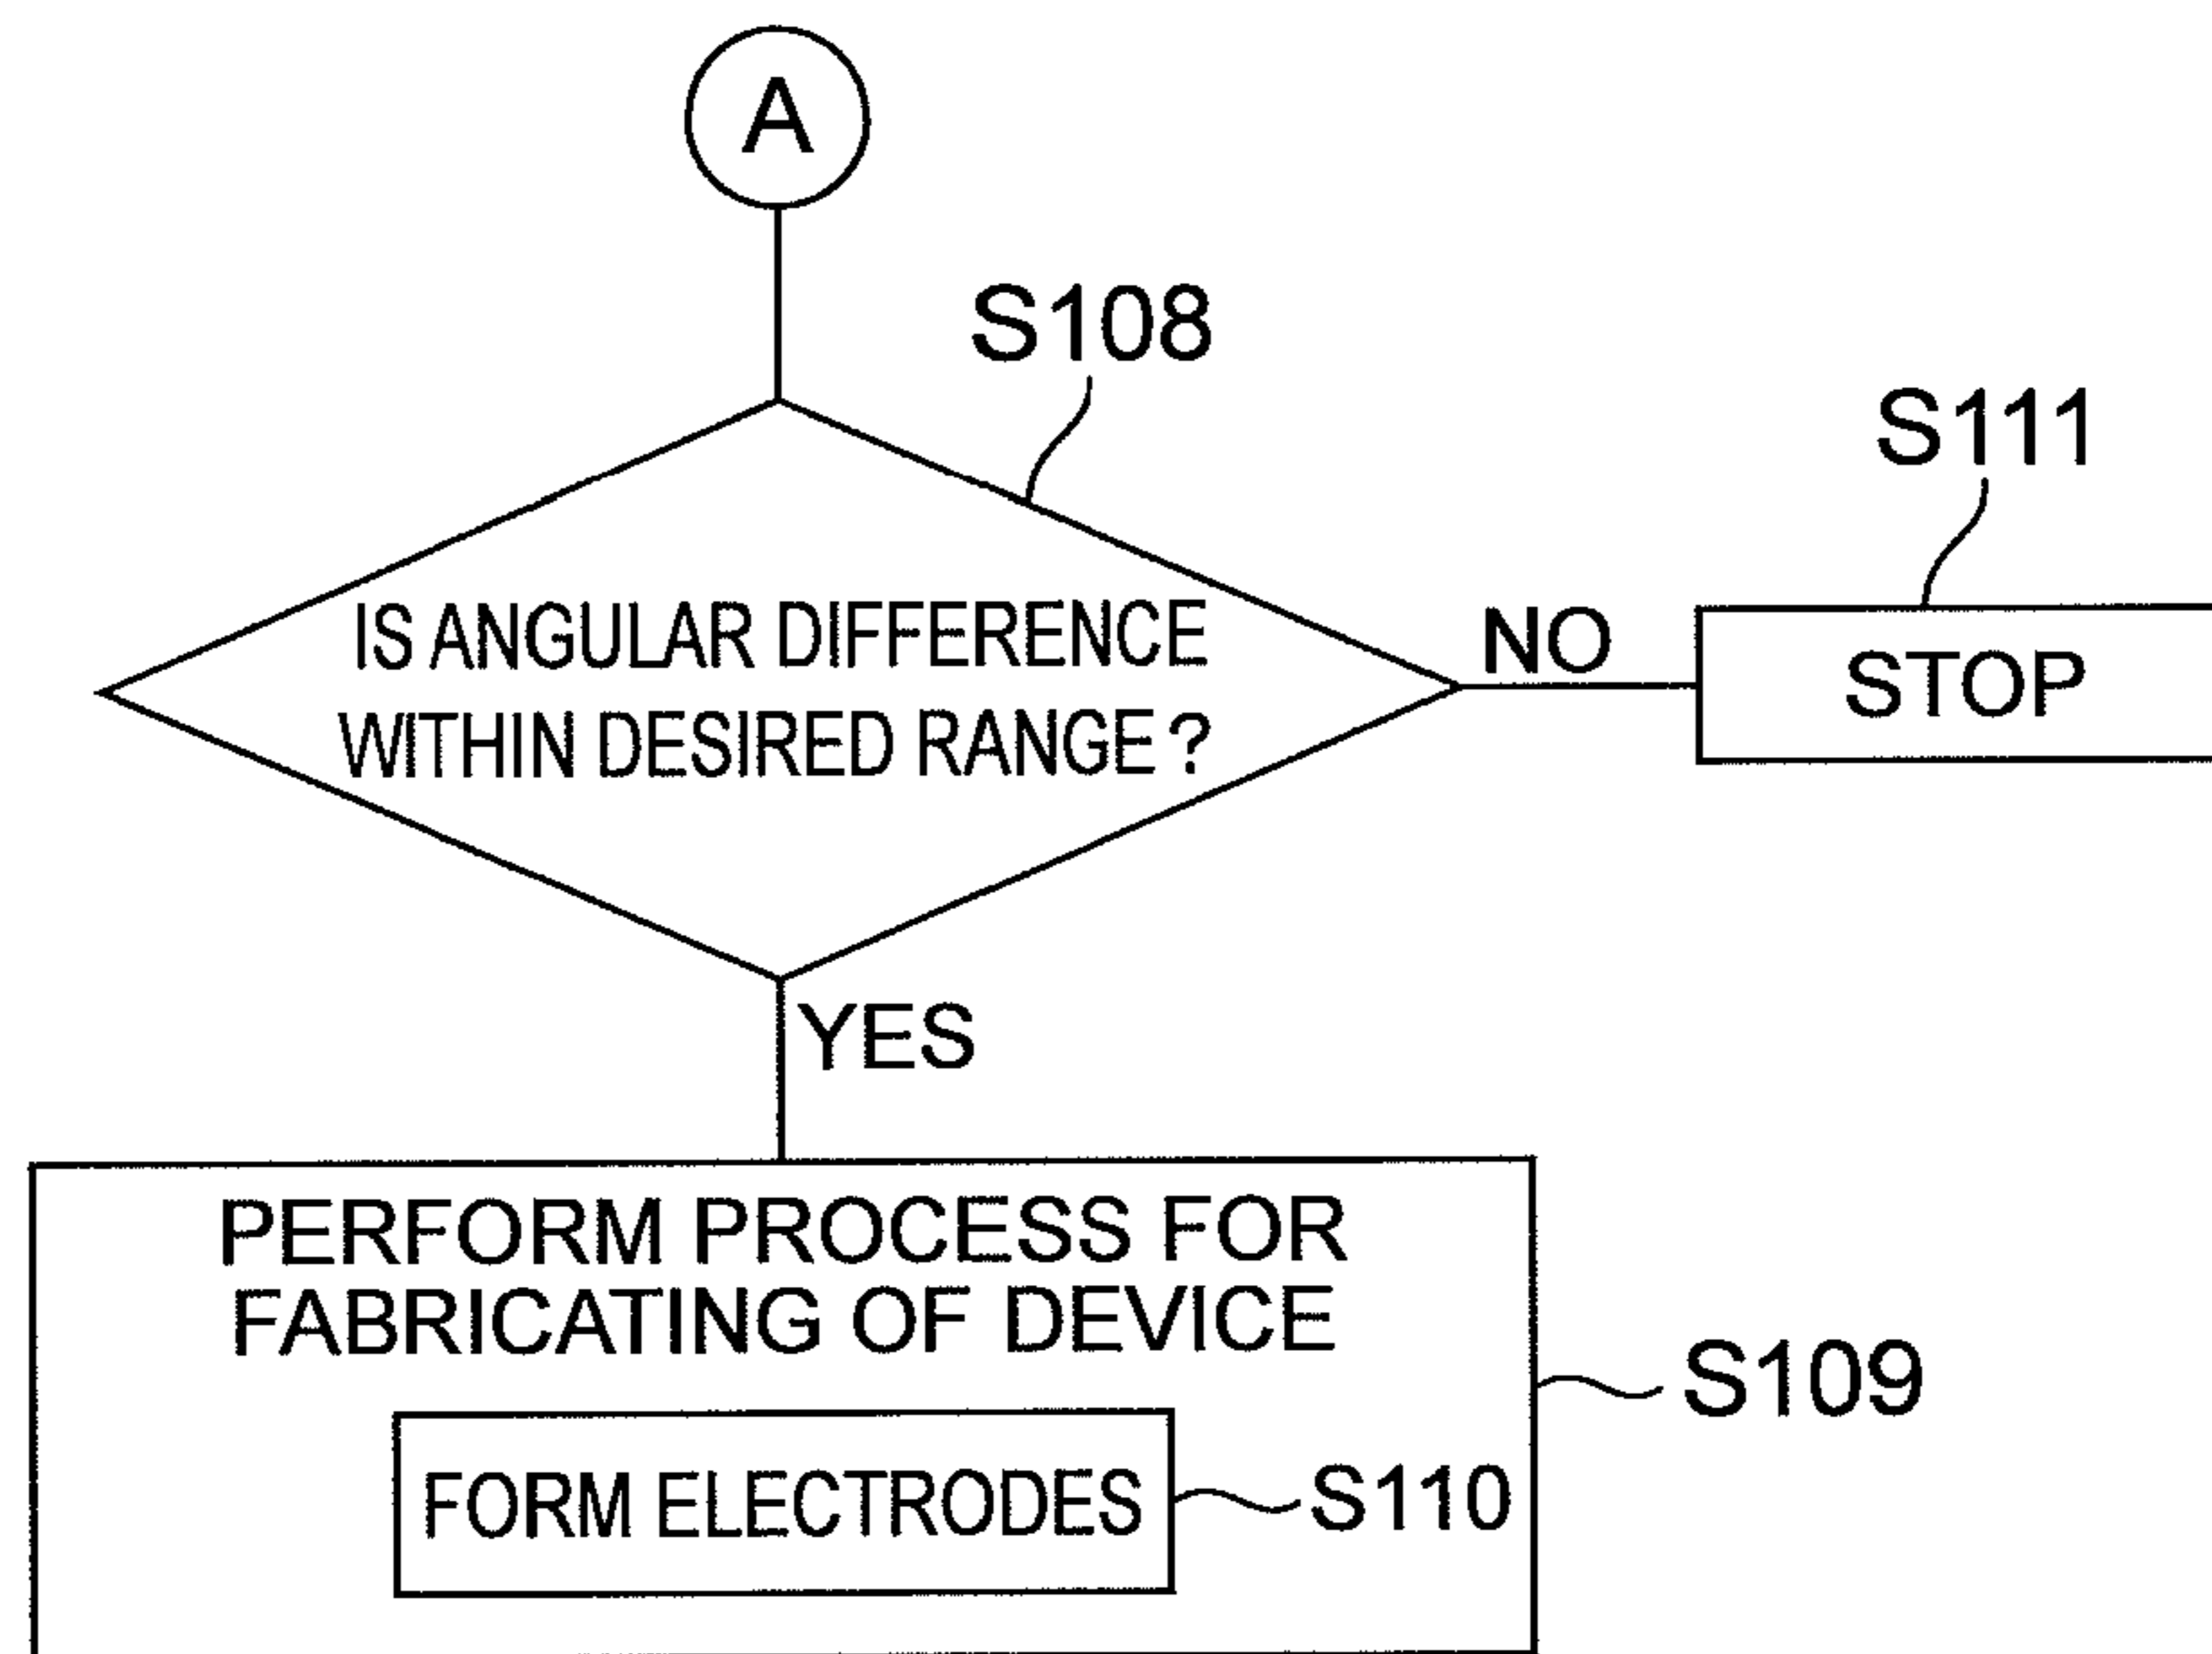 A
S108
S111
IS ANGULAR DIFFERENCE
WITHIN DESIRED RANGE?
NO
STOP
YES
PERFORM PROCESS FOR
FABRICATING OF DEVICE
S109
FORM ELECTRODES
S110